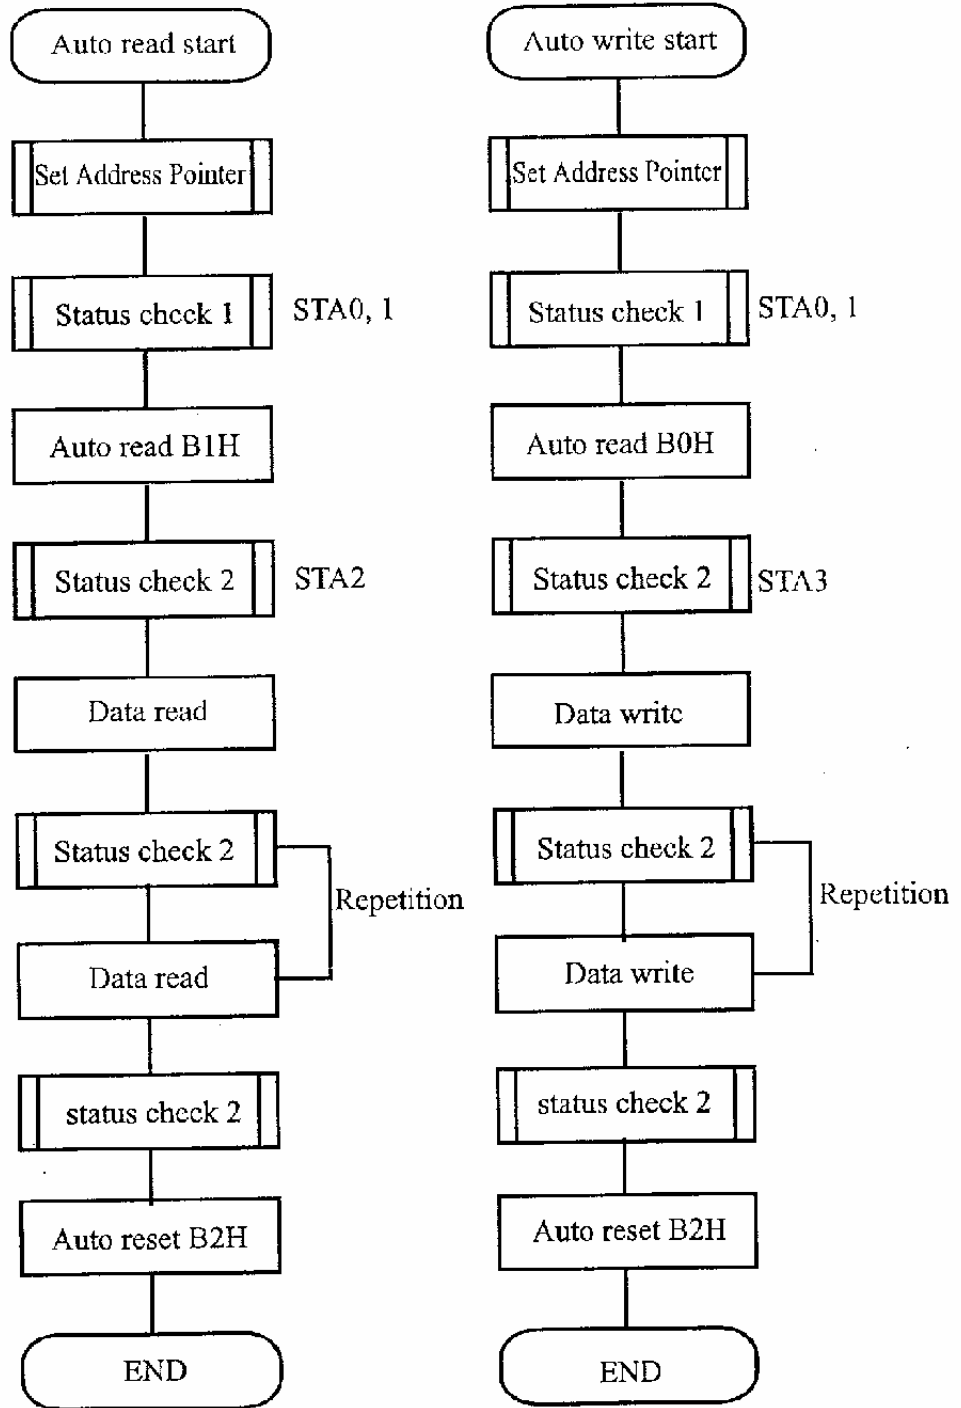 Auto read start
Set Address Pointer
Status check 1
STA0, 1
Auto read B1H
Status check 2
STA2
Data read
Status check 2
Repetition
Data read
status check 2
Auto reset B2H
END
Auto write start
Set Address Pointer
Status check 1
STA0, 1
Auto read B0H
Status check 2
STA3
Data write
Status check 2
Repetition
Data write
status check 2
Auto reset B2H
END